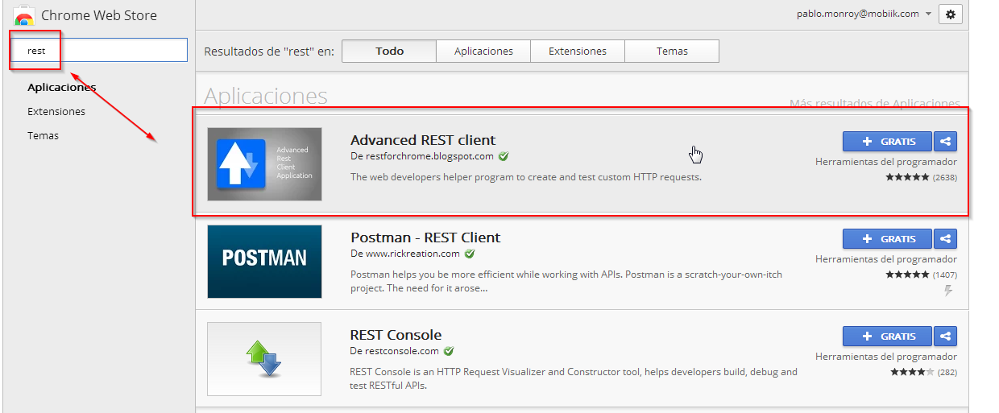 Chrome Web Store
pablo.monroy@mobiik.com
rest
Resultados de "rest" en:
Todo
Aplicaciones
Extensiones
Temas
Aplicaciones
Extensiones
Temas
Aplicaciones
Más resultados de Aplicaciones
Advanced
Rest
Client
Application
Advanced REST client
De restforchrome.blogspot.com
The web developers helper program to create and test custom HTTP requests.
+ GRATIS
Herramientas del programador
★★★★★ (2638)
POSTMAN
Postman - REST Client
De www.rickreation.com
Postman helps you be more efficient while working with APIs. Postman is a scratch-your-own-itch
project. The need for it arose...
+ GRATIS
Herramientas del programador
★★★★★ (1407)
REST Console
De restconsole.com
REST Console is an HTTP Request Visualizer and Constructor tool, helps developers build, debug and
test RESTful APIs.
+ GRATIS
Herramientas del programador
★★★★★ (282)